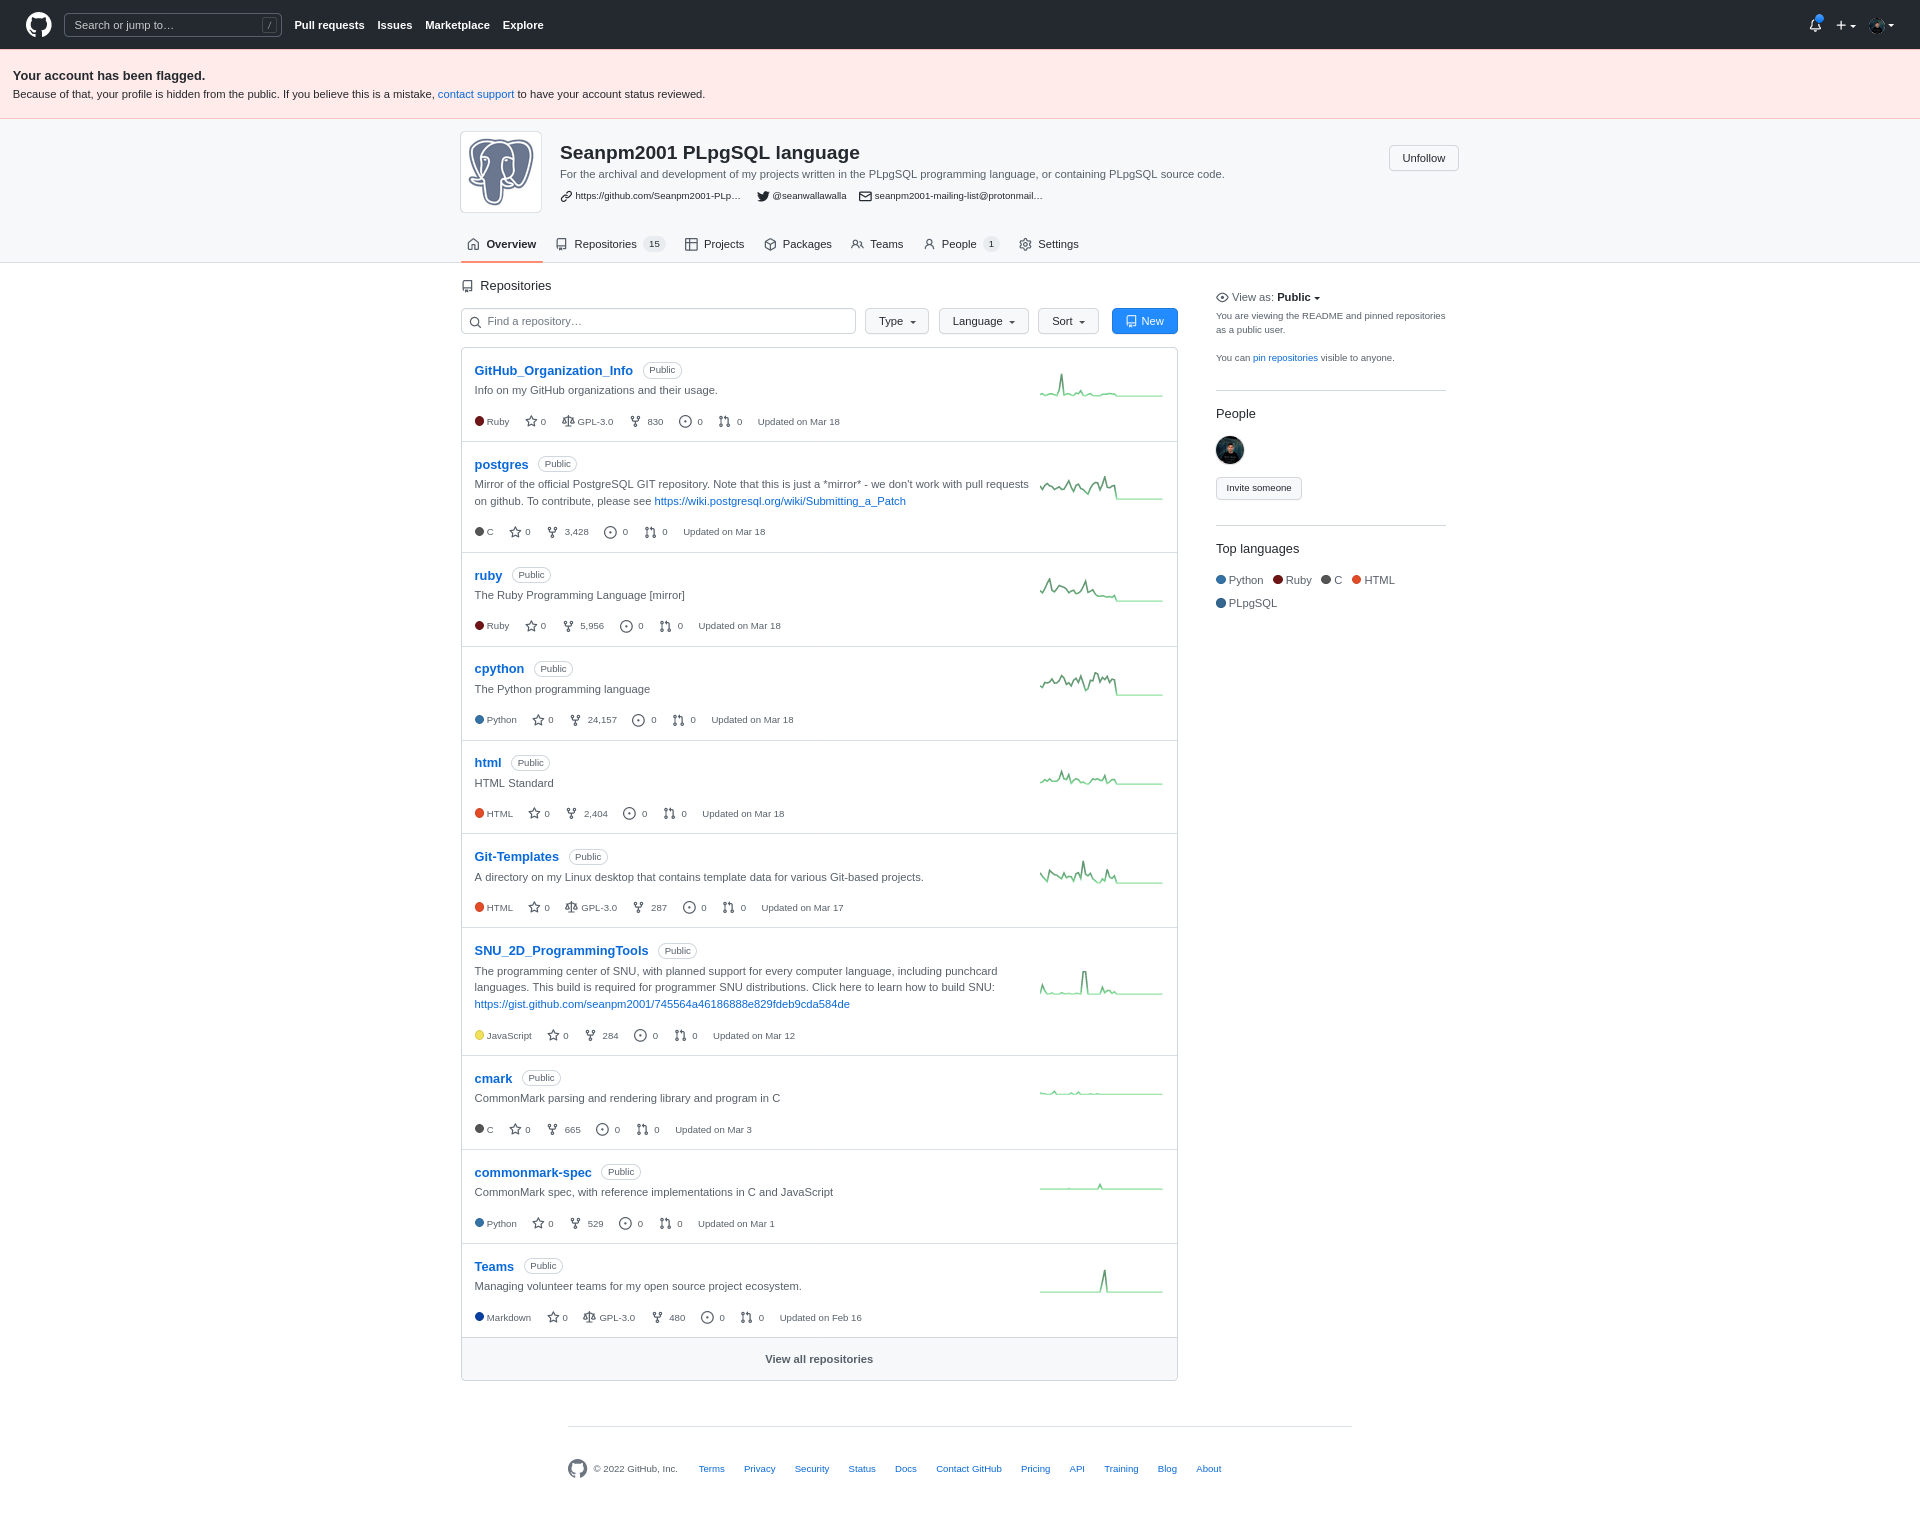 Search or jump to… /
Pull requests Issues Marketplace Explore
Your account has been flagged.
Because of that, your profile is hidden from the public. If you believe this is a mistake, contact support to have your account status reviewed.
Seanpm2001 PLpgSQL language
Unfollow
For the archival and development of my projects written in the PLpgSQL programming language, or containing PLpgSQL source code.
https://github.com/Seanpm2001-PLp… @seanwallawalla seanpm2001-mailing-list@protonmail…
Overview Repositories 15 Projects Packages Teams People 1 Settings
Repositories
Find a repository… Type Language Sort New
GitHub_Organization_Info Public
Info on my GitHub organizations and their usage.
Ruby 0 GPL-3.0 830 0 0 Updated on Mar 18
postgres Public
Mirror of the official PostgreSQL GIT repository. Note that this is just a *mirror* - we don't work with pull requests
on github. To contribute, please see https://wiki.postgresql.org/wiki/Submitting_a_Patch
C 0 3,428 0 0 Updated on Mar 18
ruby Public
The Ruby Programming Language [mirror]
Ruby 0 5,956 0 0 Updated on Mar 18
cpython Public
The Python programming language
Python 0 24,157 0 0 Updated on Mar 18
html Public
HTML Standard
HTML 0 2,404 0 0 Updated on Mar 18
Git-Templates Public
A directory on my Linux desktop that contains template data for various Git-based projects.
HTML 0 GPL-3.0 287 0 0 Updated on Mar 17
SNU_2D_ProgrammingTools Public
The programming center of SNU, with planned support for every computer language, including punchcard
languages. This build is required for programmer SNU distributions. Click here to learn how to build SNU:
https://gist.github.com/seanpm2001/745564a46186888e829fdeb9cda584de
JavaScript 0 284 0 0 Updated on Mar 12
cmark Public
CommonMark parsing and rendering library and program in C
C 0 665 0 0 Updated on Mar 3
commonmark-spec Public
CommonMark spec, with reference implementations in C and JavaScript
Python 0 529 0 0 Updated on Mar 1
Teams Public
Managing volunteer teams for my open source project ecosystem.
Markdown 0 GPL-3.0 480 0 0 Updated on Feb 16
View all repositories
View as: Public
You are viewing the README and pinned repositories
as a public user.
You can pin repositories visible to anyone.
People
Invite someone
Top languages
Python Ruby C HTML
PLpgSQL
© 2022 GitHub, Inc. Terms Privacy Security Status Docs Contact GitHub Pricing API Training Blog About